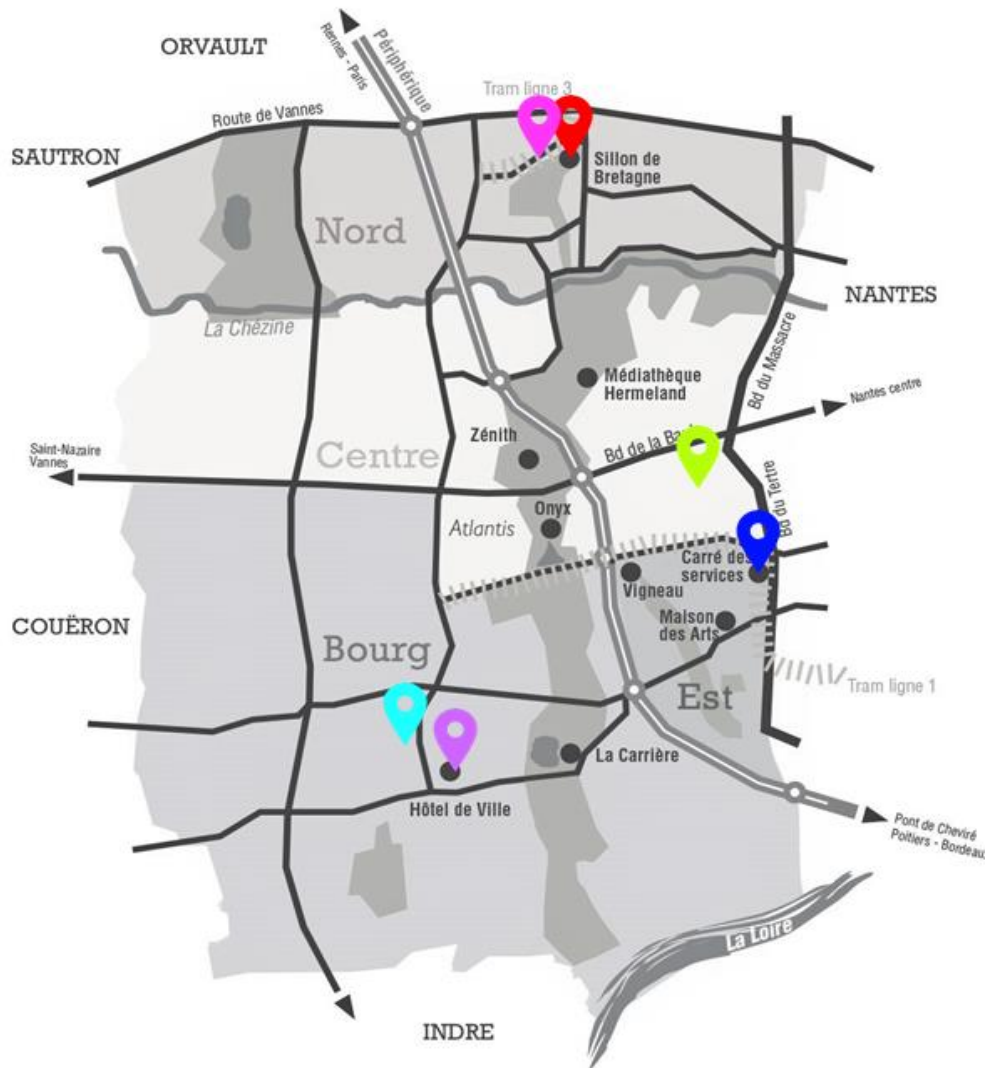 ORVAULT
Rennes - Paris
Périphérique
Tram ligne 3
Route de Vannes
SAUTRON
Sillon de
Bretagne
Nord
NANTES
La Chézine
Bd du Massacre
Médiathèque
Hermeland
Nantes centre
Zénith
Bd de la
Saint-Nazaire
Vannes
Centre
Bd du Tertre
Onyx
Atlantis
Carré des
services
Vigneau
COUËRON
Maison
des Arts
Bourg
Est
Tram ligne 1
La Carrière
Hôtel de Ville
Pont de Cheviré
Poitiers - Bordeaux
La Loire
INDRE